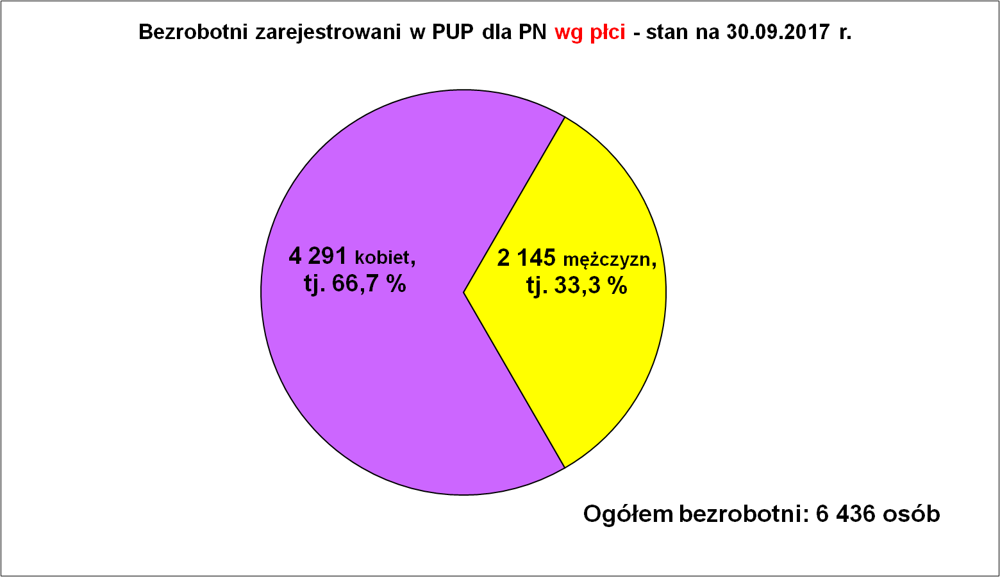 Bezrobotni zarejestrowani w PUP dla PN wg płci - stan na 30.09.2017 r.
4 291 kobiet,
tj. 66,7 %
2 145 mężczyzn,
tj. 33,3 %
Ogółem bezrobotni: 6 436 osób